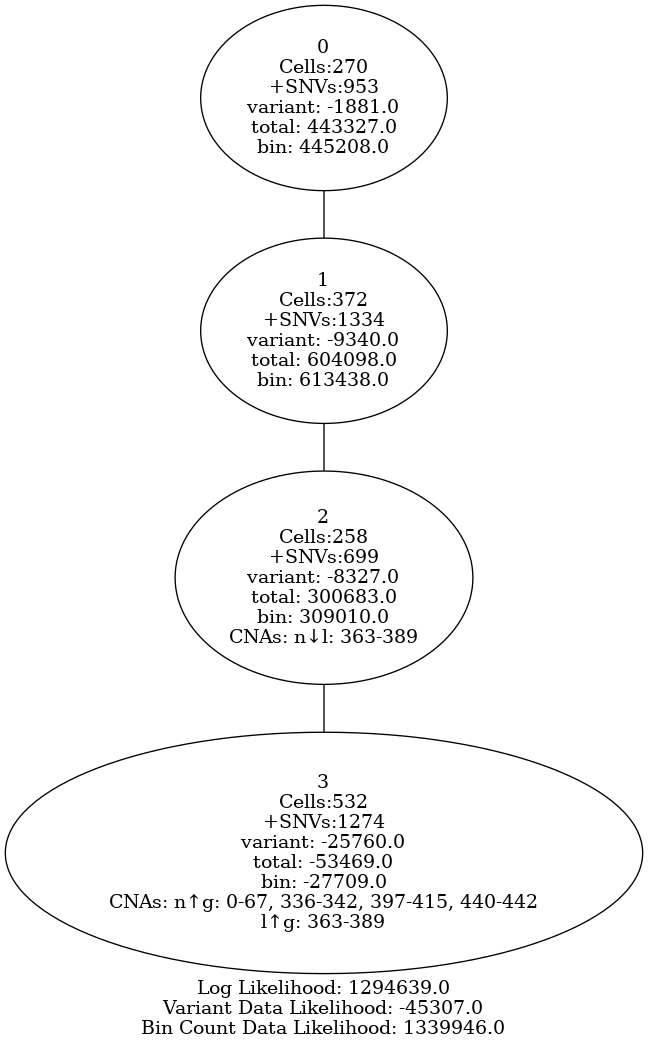 0
Cells:270
+SNVs:953
variant: -1881.0
total: 443327.0
bin: 445208.0
1
Cells:372
+SNVs:1334
variant: -9340.0
total: 604098.0
bin: 613438.0
2
Cells:258
+SNVs:699
variant: -8327.0
total: 300683.0
bin: 309010.0
CNAs: n↓l: 363-389
3
Cells:532
+SNVs:1274
variant: -25760.0
total: -53469.0
bin: -27709.0
CNAs: n↑g: 0-67, 336-342, 397-415, 440-442
l↑g: 363-389
Log Likelihood: 1294639.0
Variant Data Likelihood: -45307.0
Bin Count Data Likelihood: 1339946.0